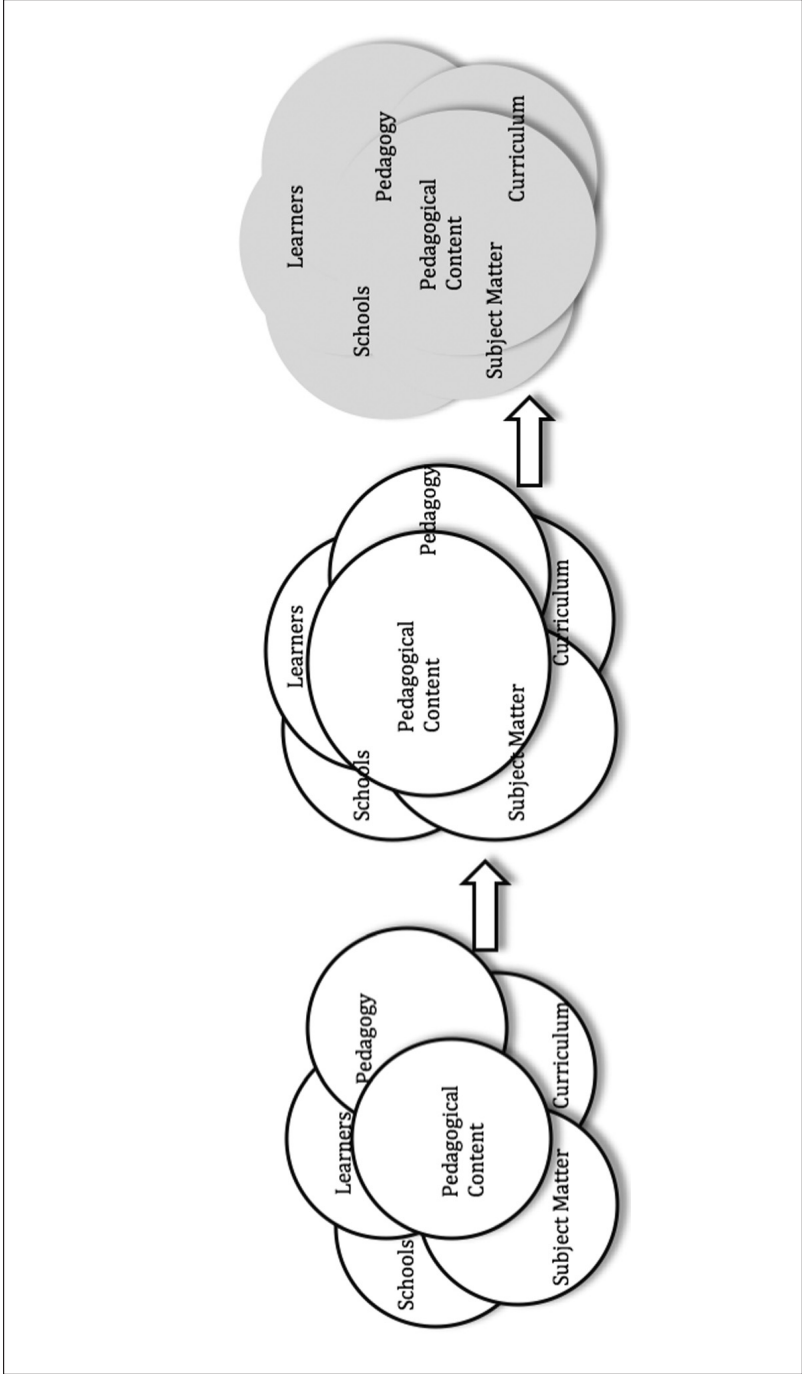 Learners
Pedagogy
Schools
Pedagogical
Content
Subject Matter
Curriculum
Learners
Schools
Pedagogy
Pedagogical
Content
Subject Matter
Curriculum
Learners
Schools
Pedagogy
Pedagogical
Content
Subject Matter
Curriculum